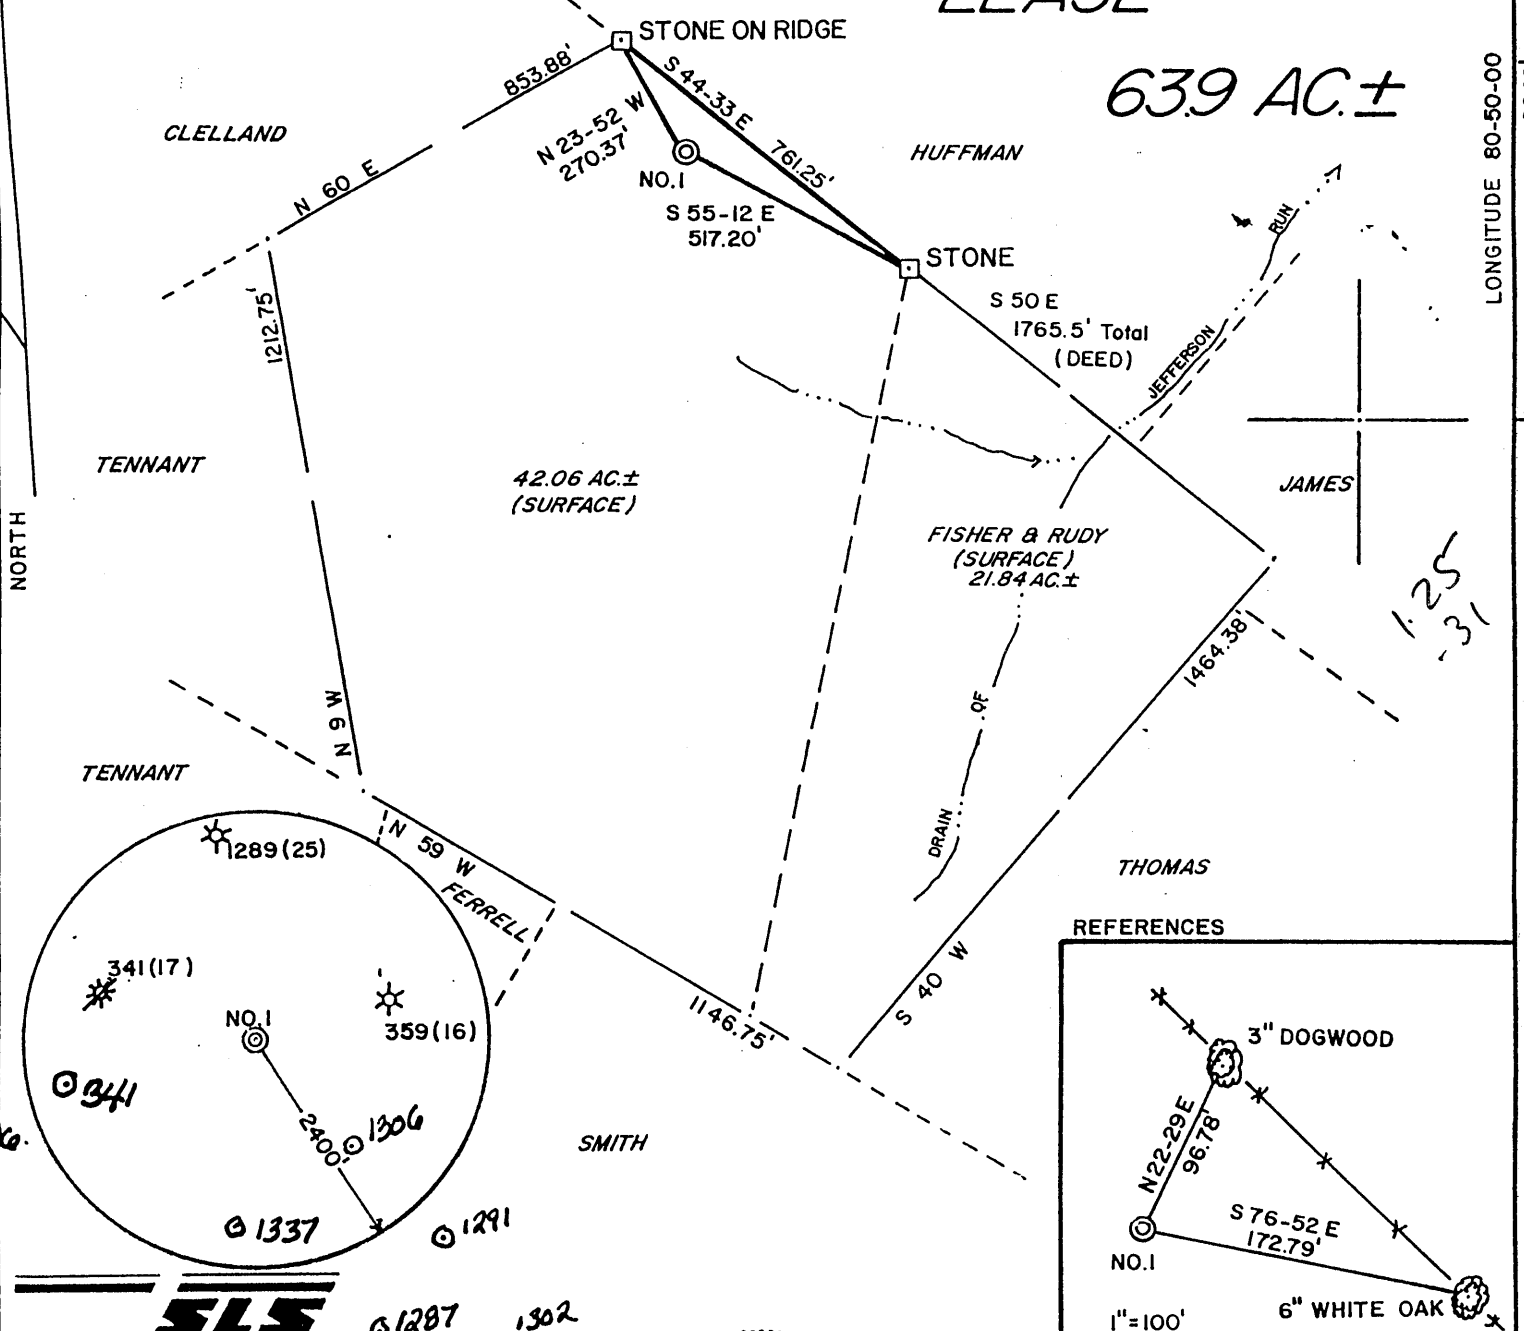 LEASE
63.9 AC.±
LONGITUDE 80-50-00
STONE ON RIDGE
853.88'
S 44-33 E 761.25'
CLELLAND
N 23-52 W
270.37'
HUFFMAN
NO.1
N 60 E
S 55-12 E
517.20'
RUN
STONE
S 50 E
1765.5' Total
(DEED)
JEFFERSON
1212.75'
TENNANT
42.06 AC.±
(SURFACE)
JAMES
NORTH
FISHER & RUDY
(SURFACE)
21.84 AC.±
1.25
.31
1464.38'
N 9 W
OF
TENNANT
DRAIN
1289(25)
N 59 W
FERRELL
THOMAS
REFERENCES
341(17)
S 40 W
NO.1
359(16)
1146.75'
3" DOGWOOD
341
1306
2400'
SMITH
N22-29E
96.78'
1337
1291
S 76-52 E
172.79'
NO.1
SLS
1287
1302
6" WHITE OAK
1"=100'